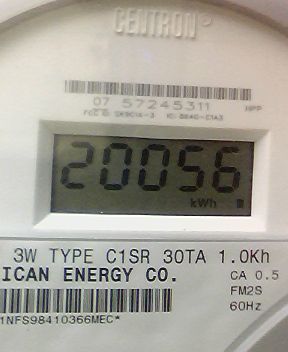 CENTRON®
07 57245311
20056
kWh
3W TYPE C1SR 30TA 1.0Kh
ICAN ENERGY CO. CA 0.5
FM2S
60Hz
1NFS98410366MEC*